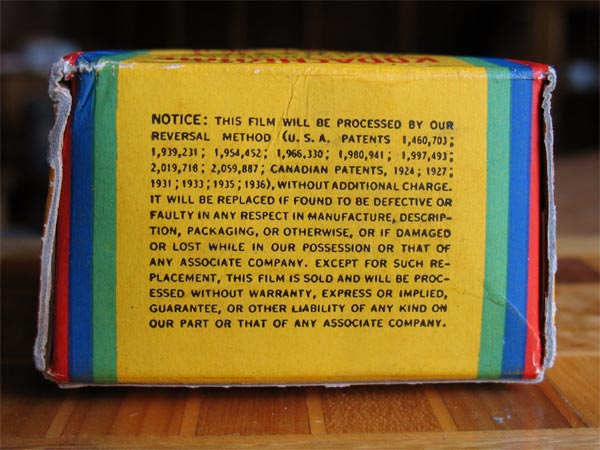 KODACHROME
NOTICE: THIS FILM WILL BE PROCESSED BY OUR
REVERSAL METHOD (U. S. A. PATENTS 1,460,703;
1,939,231; 1,954,452; 1,966,330; 1,980,941; 1,997,493;
2,019,718; 2,059,887; CANADIAN PATENTS, 1924; 1927;
1931; 1933; 1935; 1936), WITHOUT ADDITIONAL CHARGE.
IT WILL BE REPLACED IF FOUND TO BE DEFECTIVE OR
FAULTY IN ANY RESPECT IN MANUFACTURE, DESCRIP-
TION, PACKAGING, OR OTHERWISE, OR IF DAMAGED
OR LOST WHILE IN OUR POSSESSION OR THAT OF
ANY ASSOCIATE COMPANY. EXCEPT FOR SUCH RE-
PLACEMENT, THIS FILM IS SOLD AND WILL BE PROC-
ESSED WITHOUT WARRANTY, EXPRESS OR IMPLIED,
GUARANTEE, OR OTHER LIABILITY OF ANY KIND ON
OUR PART OR THAT OF ANY ASSOCIATE COMPANY.